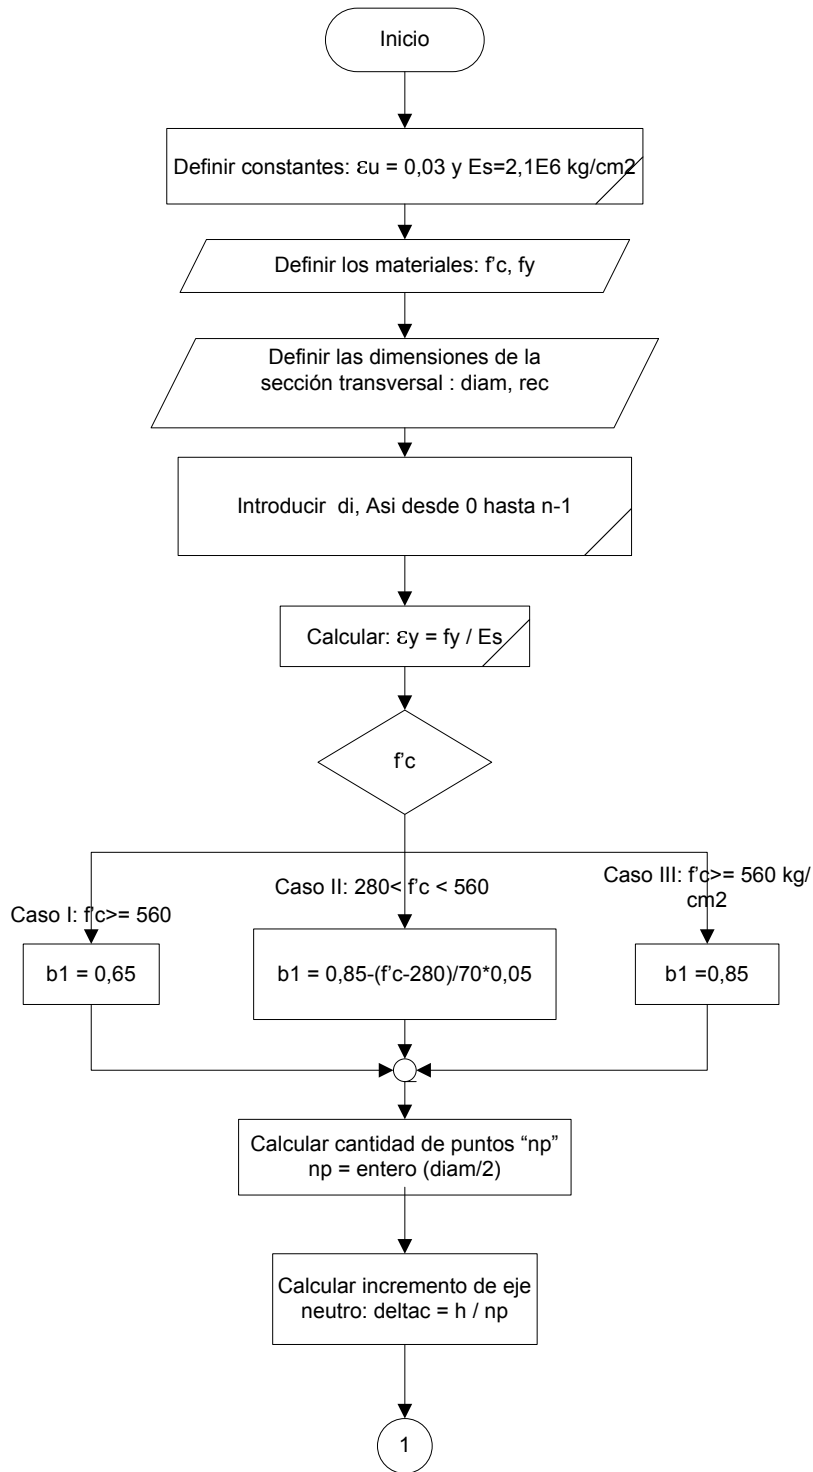 Inicio
Definir constantes: εu = 0,03 y Es=2,1E6 kg/cm2
Definir los materiales: f'c, fy
Definir las dimensiones de la
sección transversal : diam, rec
Introducir di, Asi desde 0 hasta n-1
Calcular: εy = fy / Es
f'c
Caso I: f'c>= 560
Caso II: 280< f'c < 560
Caso III: f'c>= 560 kg/
cm2
b1 = 0,65
b1 = 0,85-(f'c-280)/70*0,05
b1 =0,85
Calcular cantidad de puntos “np”
np = entero (diam/2)
Calcular incremento de eje
neutro: deltac = h / np
1